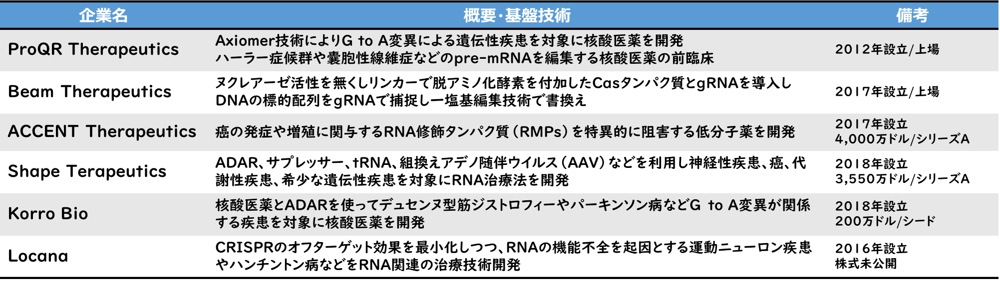 企業名 概要・基盤技術 備考
ProQR Therapeutics
Axiomer技術によりG to A変異による遺伝性疾患を対象に核酸医薬を開発
ハーラー症候群や嚢胞性線維症などのpre-mRNAを編集する核酸医薬の前臨床
2012年設立/上場
Beam Therapeutics
ヌクレアーゼ活性を無くしリンカーで脱アミノ化酵素を付加したCasタンパク質とgRNAを導入し
DNAの標的配列をgRNAで捕捉し一塩基編集技術で書換え
2017年設立/上場
ACCENT Therapeutics
癌の発症や増殖に関与するRNA修飾タンパク質（RMPs）を特異的に阻害する低分子薬を開発
2017年設立
4,000万ドル/シリーズA
Shape Terapeutics
ADAR、サプレッサー、tRNA、組換えアデノ随伴ウイルス（AAV）などを利用し神経性疾患、癌、代
謝性疾患、希少な遺伝性疾患を対象にRNA治療法を開発
2018年設立
3,550万ドル/シリーズA
Korro Bio
核酸医薬とADARを使ってデュセンヌ型筋ジストロフィーやパーキンソン病などG to A変異が関係
する疾患を対象に核酸医薬を開発
2018年設立
200万ドル/シード
Locana
CRISPRのオフターゲット効果を最小化しつつ、RNAの機能不全を起因とする運動ニューロン疾患
やハンチントン病などをRNA関連の治療技術開発
2016年設立
株式未公開